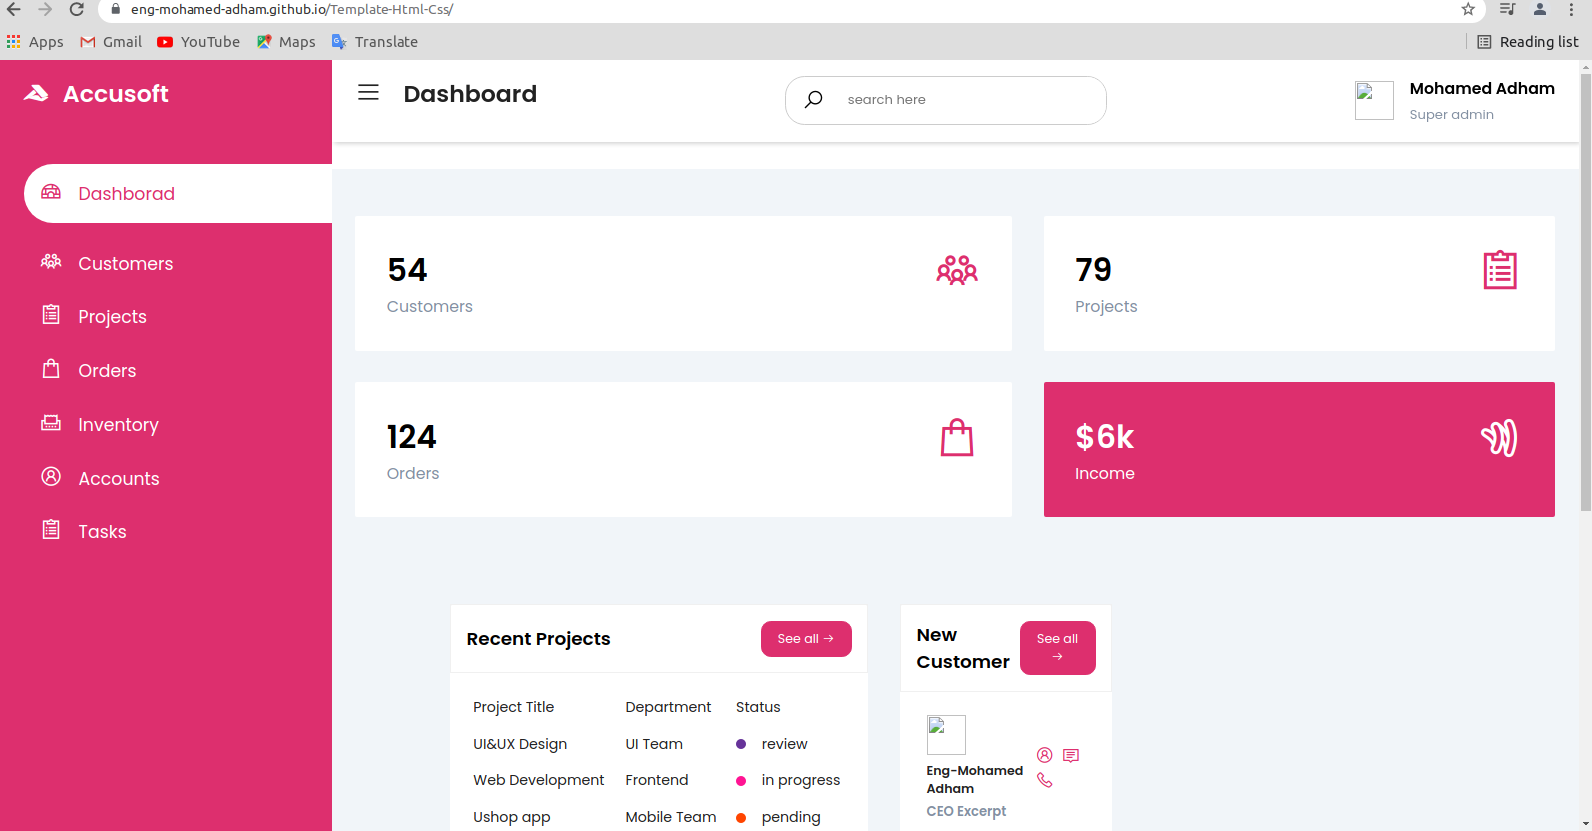 eng-mohamed-adham.github.io/Template-Html-Css/
Apps Gmail YouTube Maps Translate Reading list
Accusoft
Dashboard
search here
Mohamed Adham
Super admin
Dashborad
Customers
Projects
Orders
Inventory
Accounts
Tasks
54
Customers
79
Projects
124
Orders
$6k
Income
Recent Projects
See all →
Project Title Department Status
UI&UX Design UI Team review
Web Development Frontend in progress
Ushop app Mobile Team pending
New
Customer
See all
→
Eng-Mohamed
Adham
CEO Excerpt